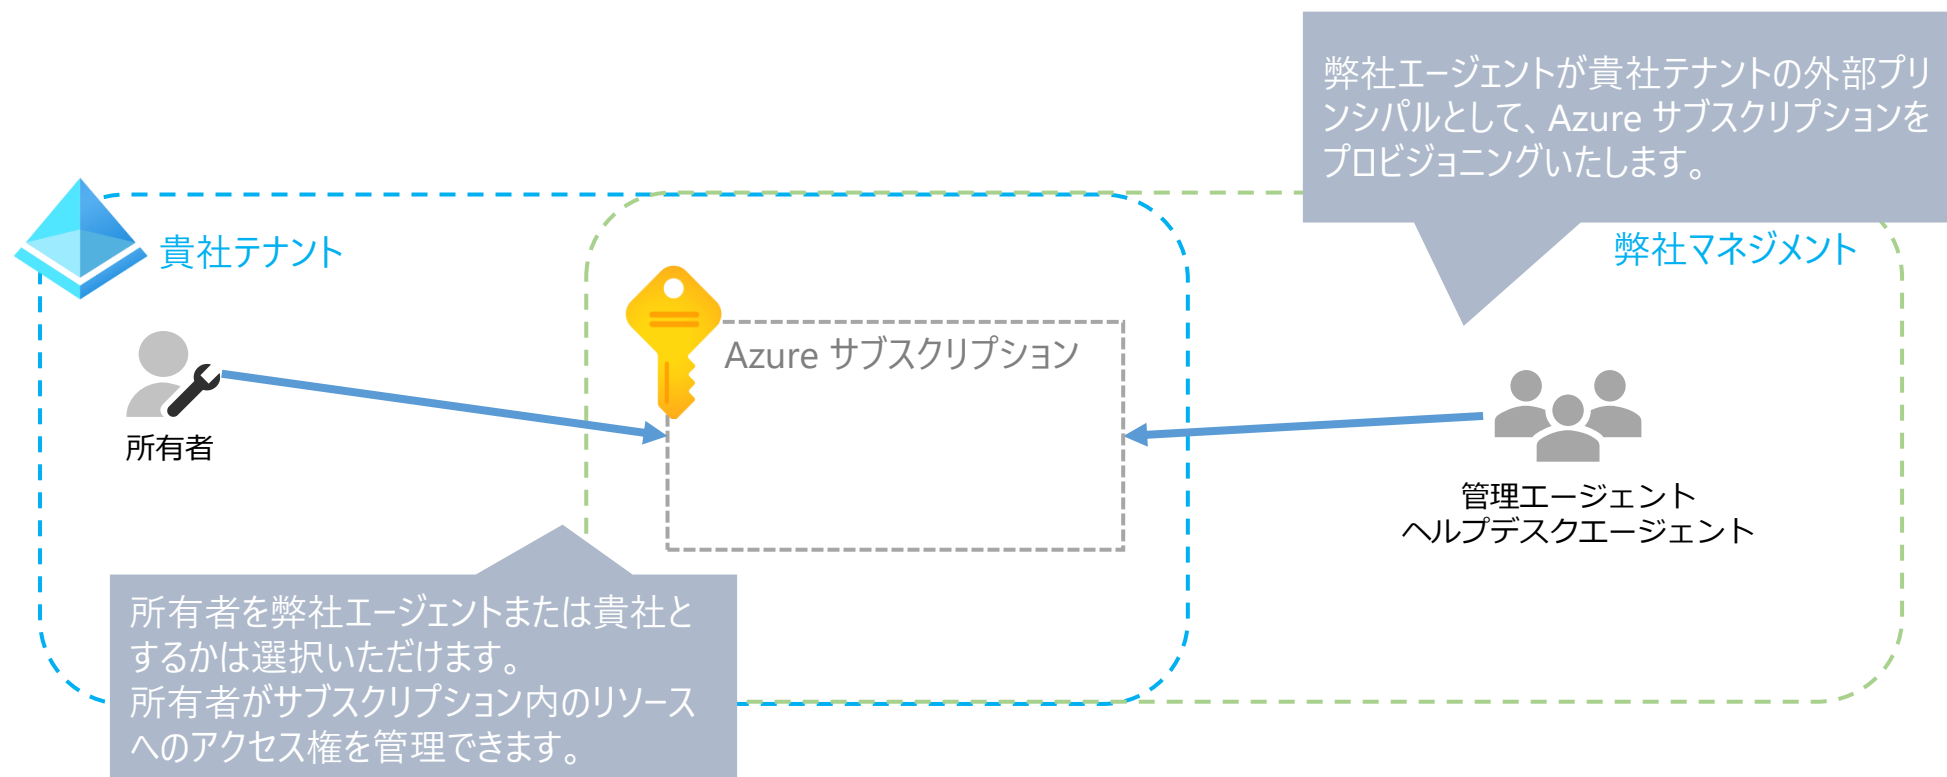 弊社エージェントが貴社テナントの外部プリ
ンシパルとして、Azure サブスクリプションを
プロビジョニングいたします。
貴社テナント
弊社マネジメント
Azure サブスクリプション
所有者
管理エージェント
ヘルプデスクエージェント
所有者を弊社エージェントまたは貴社と
するかは選択いただけます。
所有者がサブスクリプション内のリソース
へのアクセス権を管理できます。